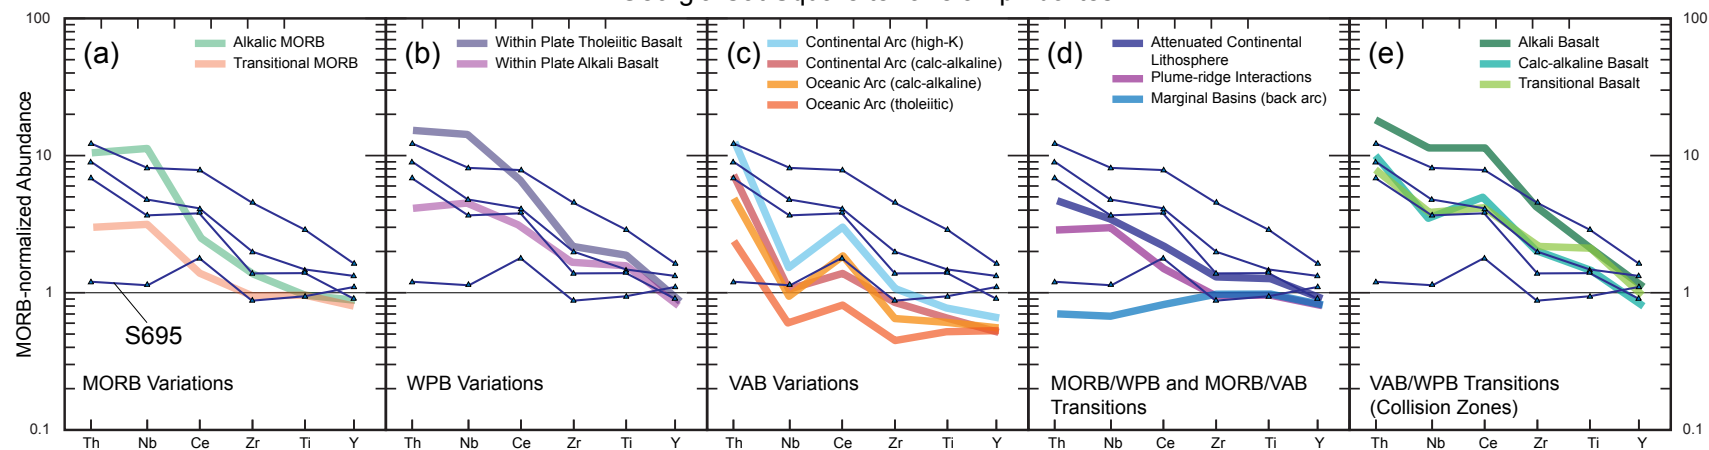 100
10
1
0.1
MORB-normalized Abundance
(a)
Alkalic MORB
Transitional MORB
S695
MORB Variations
Th Nb Ce Zr Ti Y
(b)
Within Plate Tholeiitic Basalt
Within Plate Alkali Basalt
WPB Variations
Th Nb Ce Zr Ti Y
(c)
Continental Arc (high-K)
Continental Arc (calc-alkaline)
Oceanic Arc (calc-alkaline)
Oceanic Arc (tholeiitic)
VAB Variations
Th Nb Ce Zr Ti Y
(d)
Attenuated Continental
Lithosphere
Plume-ridge Interactions
Marginal Basins (back arc)
MORB/WPB and MORB/VAB
Transitions
Th Nb Ce Zr Ti Y
(e)
Alkali Basalt
Calc-alkaline Basalt
Transitional Basalt
VAB/WPB Transitions
(Collision Zones)
Th Nb Ce Zr Ti Y
100
10
1
0.1